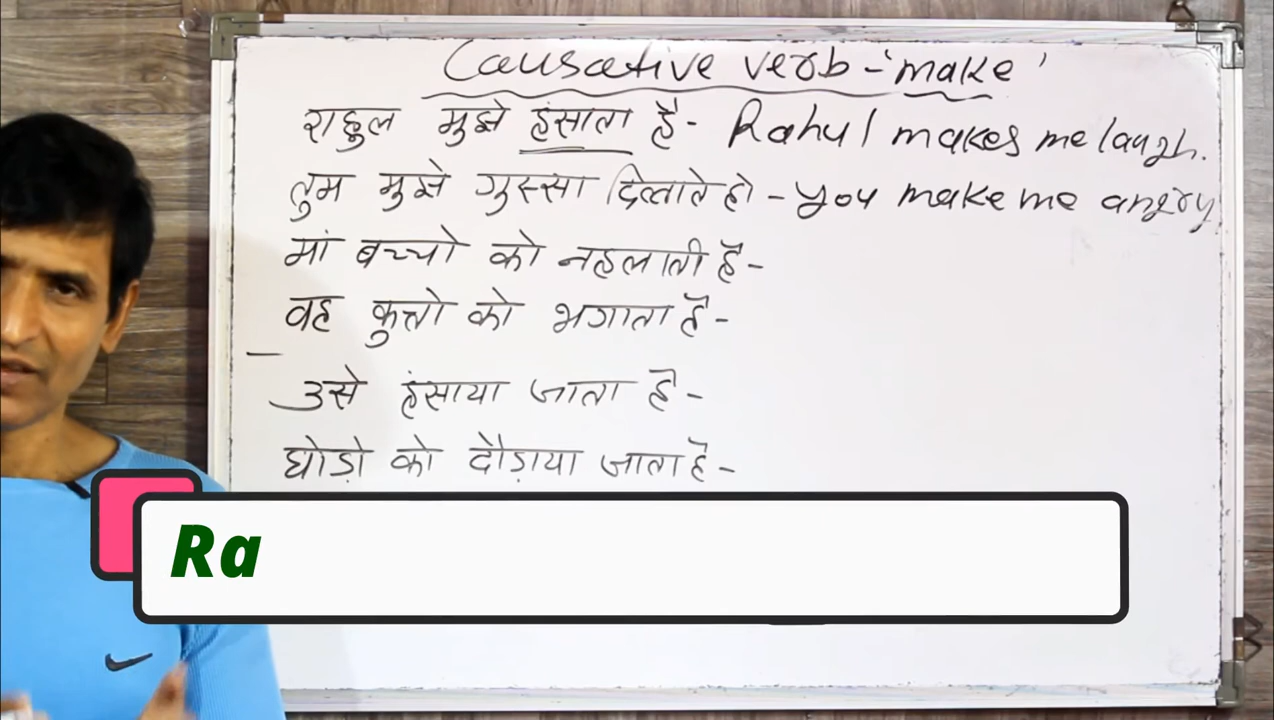 Causative verb - 'make'
राहुल मुझे हंसाता है - Rahul makes me laugh.
तुम मुझे गुस्सा दिलाते हो - you make me angry
मां बच्चो को नहलाती है -
वह कुत्तो को भगाता है -
उसे हंसाया जाता है -
घोड़ो को दौड़ाया जाता है -
Ra